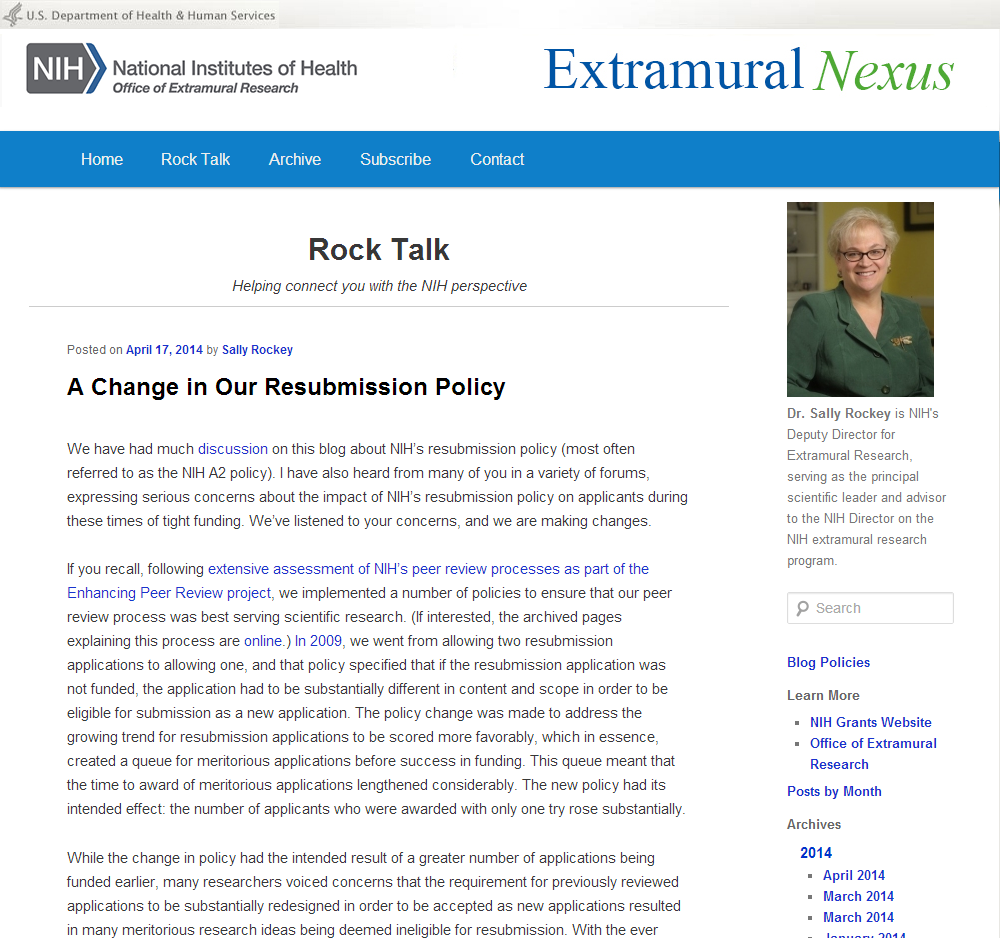 U.S. Department of Health & Human Services
NIH National Institutes of Health
Office of Extramural Research
Extramural Nexus
Home Rock Talk Archive Subscribe Contact
Rock Talk
Helping connect you with the NIH perspective
Posted on April 17, 2014 by Sally Rockey
A Change in Our Resubmission Policy
We have had much discussion on this blog about NIH’s resubmission policy (most often
referred to as the NIH A2 policy). I have also heard from many of you in a variety of forums,
expressing serious concerns about the impact of NIH’s resubmission policy on applicants during
these times of tight funding. We’ve listened to your concerns, and we are making changes.
If you recall, following extensive assessment of NIH’s peer review processes as part of the
Enhancing Peer Review project, we implemented a number of policies to ensure that our peer
review process was best serving scientific research. (If interested, the archived pages
explaining this process are online.) In 2009, we went from allowing two resubmission
applications to allowing one, and that policy specified that if the resubmission application was
not funded, the application had to be substantially different in content and scope in order to be
eligible for submission as a new application. The policy change was made to address the
growing trend for resubmission applications to be scored more favorably, which in essence,
created a queue for meritorious applications before success in funding. This queue meant that
the time to award of meritorious applications lengthened considerably. The new policy had its
intended effect: the number of applicants who were awarded with only one try rose substantially.
While the change in policy had the intended result of a greater number of applications being
funded earlier, many researchers voiced concerns that the requirement for previously reviewed
applications to be substantially redesigned in order to be accepted as new applications resulted
in many meritorious research ideas being deemed ineligible for resubmission. With the ever
Dr. Sally Rockey is NIH's
Deputy Director for
Extramural Research,
serving as the principal
scientific leader and advisor
to the NIH Director on the
NIH extramural research
program.
Search
Blog Policies
Learn More
NIH Grants Website
Office of Extramural
Research
Posts by Month
Archives
2014
April 2014
March 2014
March 2014
January 2014